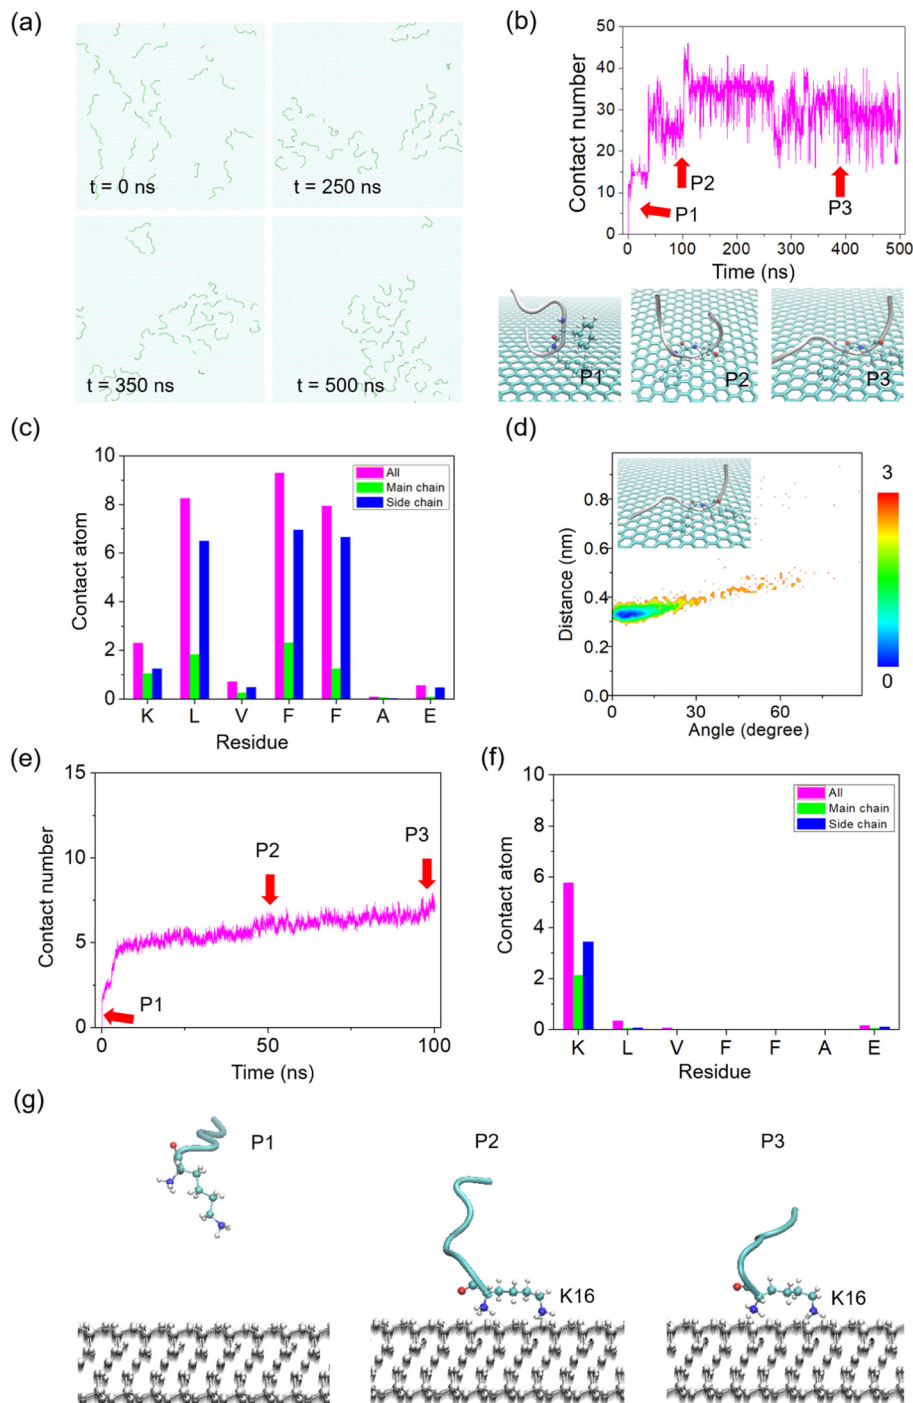 (a)
t = 0 ns
t = 250 ns
t = 350 ns
t = 500 ns
(b)
Contact number
50
40
30
20
10
0
P1
P2
P3
0 100 200 300 400 500
Time (ns)
P1
P2
P3
(c)
Contact atom
10
8
6
4
2
0
All
Main chain
Side chain
K L V F F A E
Residue
(d)
Distance (nm)
0.8
0.6
0.4
0.2
0.0
0 30 60
Angle (degree)
3
0
(e)
Contact number
15
10
5
0
P1
P2
P3
0 50 100
Time (ns)
(f)
Contact atom
10
8
6
4
2
0
All
Main chain
Side chain
K L V F F A E
Residue
(g)
P1
P2
K16
P3
K16